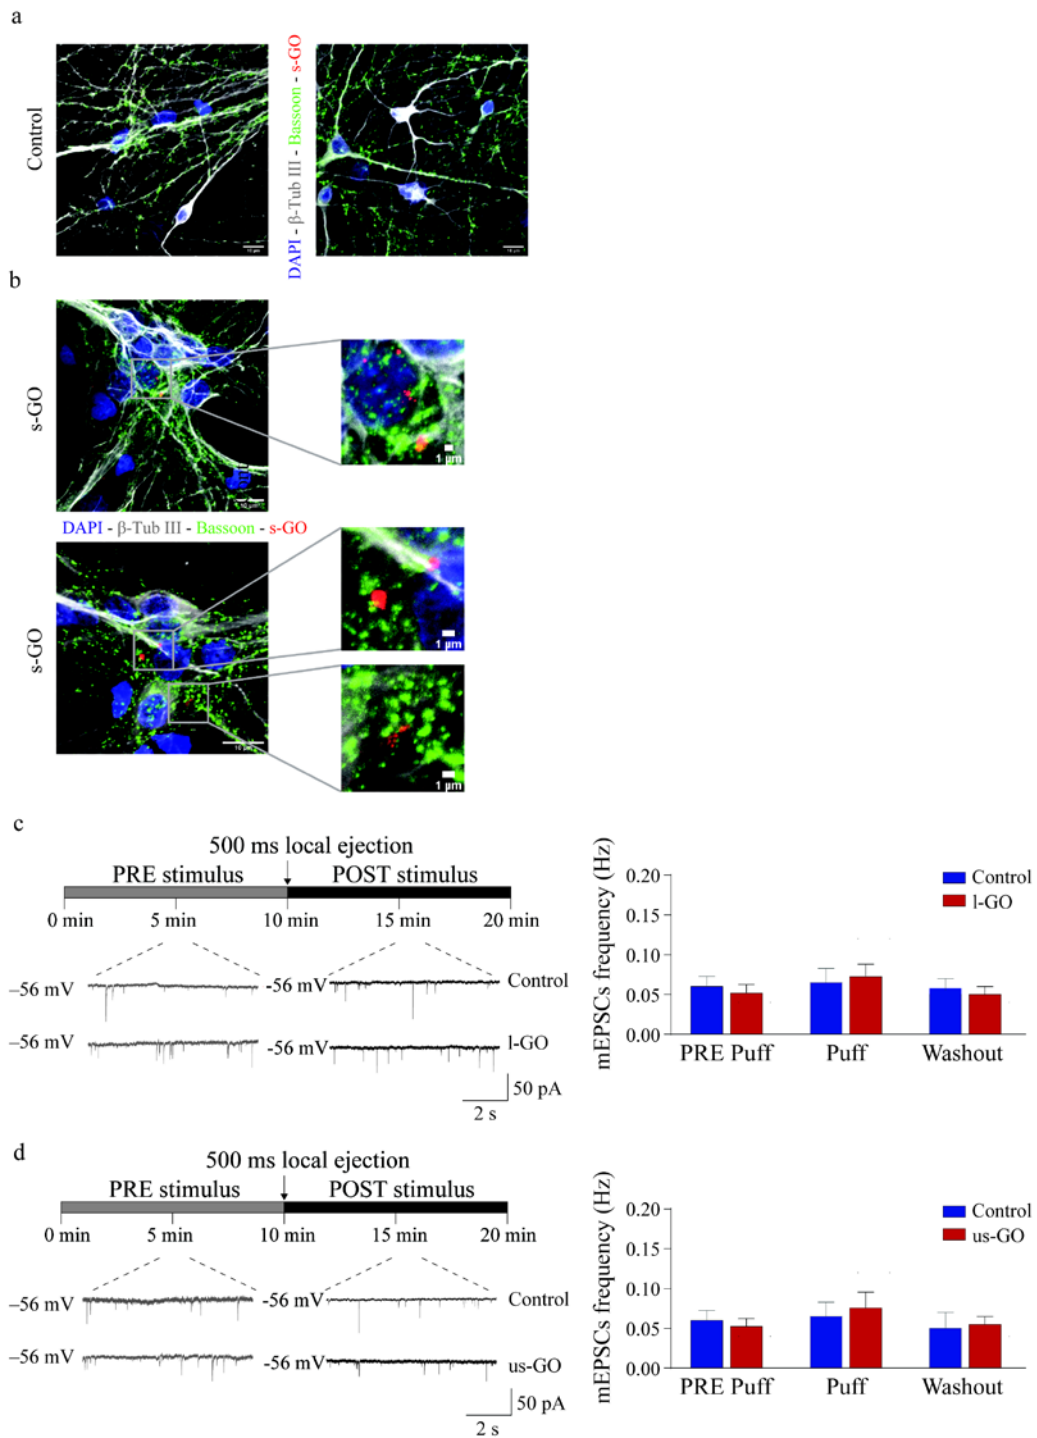 a
Control
DAPI - β-Tub III - Bassoon - s-GO
10 µm
b
s-GO
1 µm
10 µm
DAPI - β-Tub III - Bassoon - s-GO
s-GO
1 µm
10 µm
1 µm
c
500 ms local ejection
PRE stimulus
POST stimulus
0 min
5 min
10 min
15 min
20 min
–56 mV
-56 mV
Control
–56 mV
-56 mV
l-GO
50 pA
2 s
mEPSCs frequency (Hz)
0.20
0.15
0.10
0.05
0.00
Control
l-GO
PRE Puff
Puff
Washout
d
500 ms local ejection
PRE stimulus
POST stimulus
0 min
5 min
10 min
15 min
20 min
–56 mV
-56 mV
Control
–56 mV
-56 mV
us-GO
50 pA
2 s
mEPSCs frequency (Hz)
0.20
0.15
0.10
0.05
0.00
Control
us-GO
PRE Puff
Puff
Washout